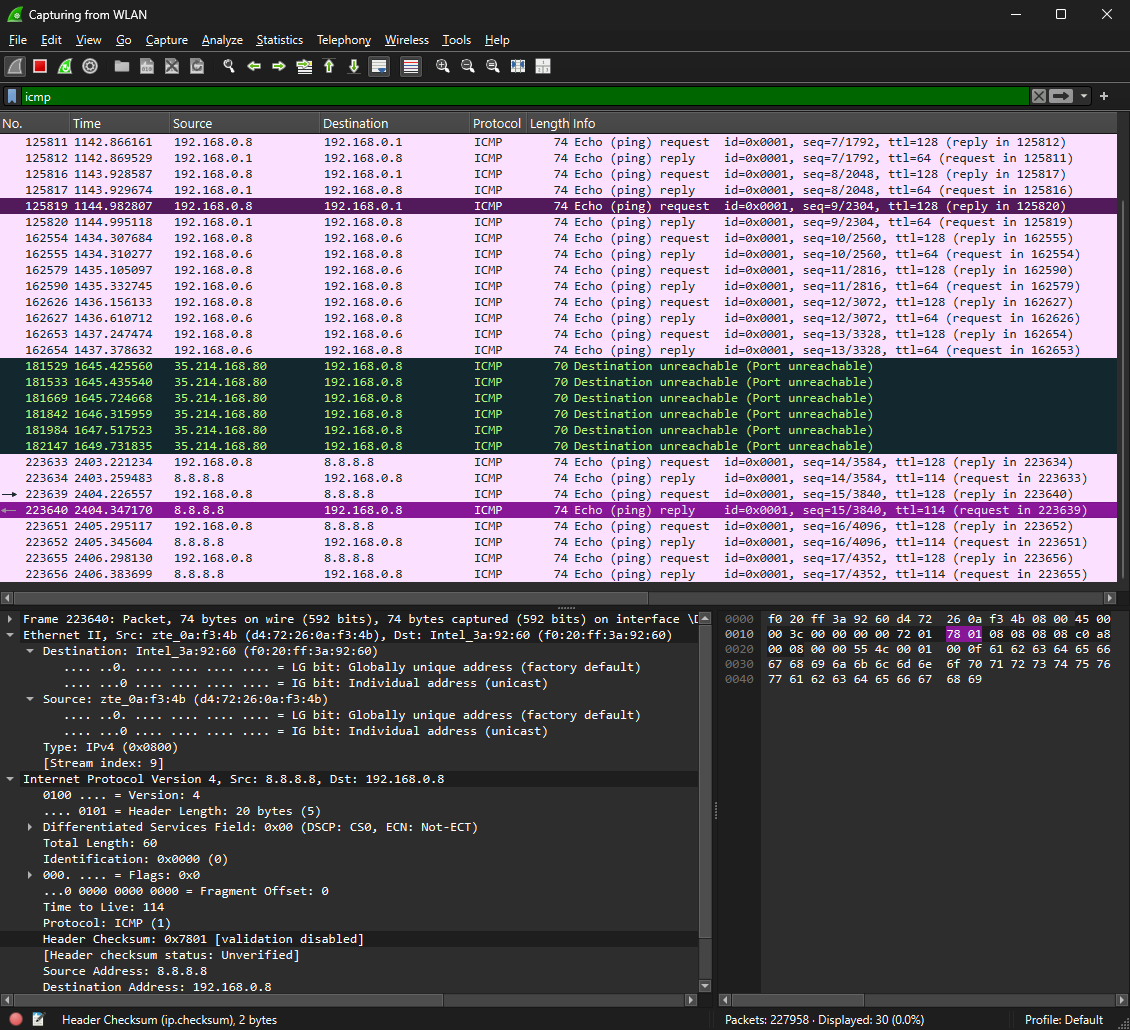 Capturing from WLAN
File Edit View Go Capture Analyze Statistics Telephony Wireless Tools Help
icmp
No. Time Source Destination Protocol Length Info
125811 1142.866161 192.168.0.8 192.168.0.1 ICMP 74 Echo (ping) request id=0x0001, seq=7/1792, ttl=128 (reply in 125812)
125812 1142.869529 192.168.0.1 192.168.0.8 ICMP 74 Echo (ping) reply id=0x0001, seq=7/1792, ttl=64 (request in 125811)
125816 1143.928587 192.168.0.8 192.168.0.1 ICMP 74 Echo (ping) request id=0x0001, seq=8/2048, ttl=128 (reply in 125817)
125817 1143.929674 192.168.0.1 192.168.0.8 ICMP 74 Echo (ping) reply id=0x0001, seq=8/2048, ttl=64 (request in 125816)
125819 1144.982807 192.168.0.8 192.168.0.1 ICMP 74 Echo (ping) request id=0x0001, seq=9/2304, ttl=128 (reply in 125820)
125820 1144.995118 192.168.0.1 192.168.0.8 ICMP 74 Echo (ping) reply id=0x0001, seq=9/2304, ttl=64 (request in 125819)
162554 1434.307684 192.168.0.8 192.168.0.6 ICMP 74 Echo (ping) request id=0x0001, seq=10/2560, ttl=128 (reply in 162555)
162555 1434.310277 192.168.0.6 192.168.0.8 ICMP 74 Echo (ping) reply id=0x0001, seq=10/2560, ttl=64 (request in 162554)
162579 1435.105097 192.168.0.8 192.168.0.6 ICMP 74 Echo (ping) request id=0x0001, seq=11/2816, ttl=128 (reply in 162590)
162590 1435.332745 192.168.0.6 192.168.0.8 ICMP 74 Echo (ping) reply id=0x0001, seq=11/2816, ttl=64 (request in 162579)
162626 1436.156133 192.168.0.8 192.168.0.6 ICMP 74 Echo (ping) request id=0x0001, seq=12/3072, ttl=128 (reply in 162627)
162627 1436.610712 192.168.0.6 192.168.0.8 ICMP 74 Echo (ping) reply id=0x0001, seq=12/3072, ttl=64 (request in 162626)
162653 1437.247474 192.168.0.8 192.168.0.6 ICMP 74 Echo (ping) request id=0x0001, seq=13/3328, ttl=128 (reply in 162654)
162654 1437.378632 192.168.0.6 192.168.0.8 ICMP 74 Echo (ping) reply id=0x0001, seq=13/3328, ttl=64 (request in 162653)
181529 1645.425560 35.214.168.80 192.168.0.8 ICMP 70 Destination unreachable (Port unreachable)
181533 1645.435540 35.214.168.80 192.168.0.8 ICMP 70 Destination unreachable (Port unreachable)
181669 1645.724668 35.214.168.80 192.168.0.8 ICMP 70 Destination unreachable (Port unreachable)
181842 1646.315959 35.214.168.80 192.168.0.8 ICMP 70 Destination unreachable (Port unreachable)
181984 1647.517523 35.214.168.80 192.168.0.8 ICMP 70 Destination unreachable (Port unreachable)
182147 1649.731835 35.214.168.80 192.168.0.8 ICMP 70 Destination unreachable (Port unreachable)
223633 2403.221234 192.168.0.8 8.8.8.8 ICMP 74 Echo (ping) request id=0x0001, seq=14/3584, ttl=128 (reply in 223634)
223634 2403.259483 8.8.8.8 192.168.0.8 ICMP 74 Echo (ping) reply id=0x0001, seq=14/3584, ttl=114 (request in 223633)
223639 2404.226557 192.168.0.8 8.8.8.8 ICMP 74 Echo (ping) request id=0x0001, seq=15/3840, ttl=128 (reply in 223640)
223640 2404.347170 8.8.8.8 192.168.0.8 ICMP 74 Echo (ping) reply id=0x0001, seq=15/3840, ttl=114 (request in 223639)
223651 2405.295117 192.168.0.8 8.8.8.8 ICMP 74 Echo (ping) request id=0x0001, seq=16/4096, ttl=128 (reply in 223652)
223652 2405.345604 8.8.8.8 192.168.0.8 ICMP 74 Echo (ping) reply id=0x0001, seq=16/4096, ttl=114 (request in 223651)
223655 2406.298130 192.168.0.8 8.8.8.8 ICMP 74 Echo (ping) request id=0x0001, seq=17/4352, ttl=128 (reply in 223656)
223656 2406.383699 8.8.8.8 192.168.0.8 ICMP 74 Echo (ping) reply id=0x0001, seq=17/4352, ttl=114 (request in 223655)
Frame 223640: Packet, 74 bytes on wire (592 bits), 74 bytes captured (592 bits) on interface \D
Ethernet II, Src: zte_0a:f3:4b (d4:72:26:0a:f3:4b), Dst: Intel_3a:92:60 (f0:20:ff:3a:92:60)
Destination: Intel_3a:92:60 (f0:20:ff:3a:92:60)
.... ..0. .... .... .... .... = LG bit: Globally unique address (factory default)
.... ...0 .... .... .... .... = IG bit: Individual address (unicast)
Source: zte_0a:f3:4b (d4:72:26:0a:f3:4b)
.... ..0. .... .... .... .... = LG bit: Globally unique address (factory default)
.... ...0 .... .... .... .... = IG bit: Individual address (unicast)
Type: IPv4 (0x0800)
[Stream index: 9]
Internet Protocol Version 4, Src: 8.8.8.8, Dst: 192.168.0.8
0100 .... = Version: 4
.... 0101 = Header Length: 20 bytes (5)
Differentiated Services Field: 0x00 (DSCP: CS0, ECN: Not-ECT)
Total Length: 60
Identification: 0x0000 (0)
000. .... = Flags: 0x0
...0 0000 0000 0000 = Fragment Offset: 0
Time to Live: 114
Protocol: ICMP (1)
Header Checksum: 0x7801 [validation disabled]
[Header checksum status: Unverified]
Source Address: 8.8.8.8
Destination Address: 192.168.0.8
0000 f0 20 ff 3a 92 60 d4 72 26 0a f3 4b 08 00 45 00
0010 00 3c 00 00 00 00 72 01 78 01 08 08 08 08 c0 a8
0020 00 08 00 00 55 4c 00 01 00 0f 61 62 63 64 65 66
0030 67 68 69 6a 6b 6c 6d 6e 6f 70 71 72 73 74 75 76
0040 77 61 62 63 64 65 66 67 68 69
Header Checksum (ip.checksum), 2 bytes
Packets: 227958 · Displayed: 30 (0.0%)
Profile: Default